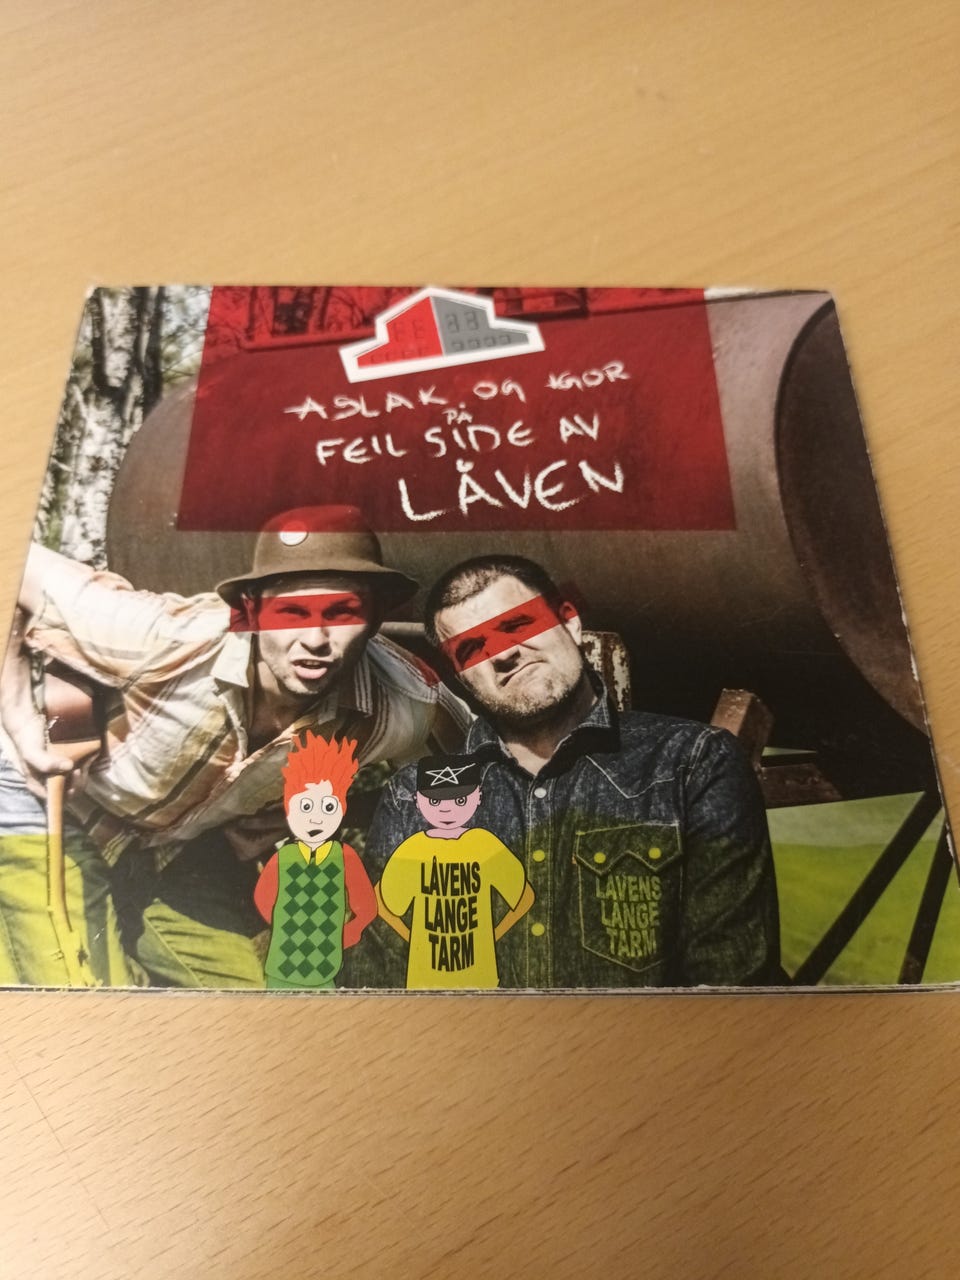 ASLAK OG IGOR
PÅ
FEIL SIDE AV
LÅVEN
LÅVENS
LANGE
TARM
LÅVENS
LANGE
TARM